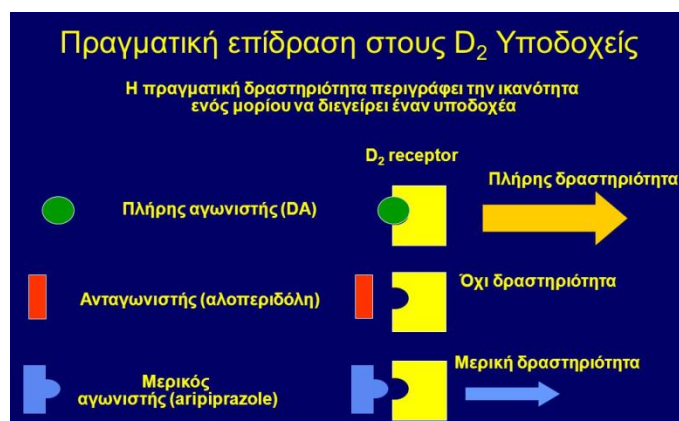 Πραγματική επίδραση στους D₂ Υποδοχείς
Η πραγματική δραστηριότητα περιγράφει την ικανότητα
ενός μορίου να διεγείρει έναν υποδοχέα
D₂ receptor
Πλήρης δραστηριότητα
Πλήρης αγωνιστής (DA)
Όχι δραστηριότητα
Ανταγωνιστής (αλοπεριδόλη)
Μερική δραστηριότητα
Μερικός
αγωνιστής (aripiprazole)